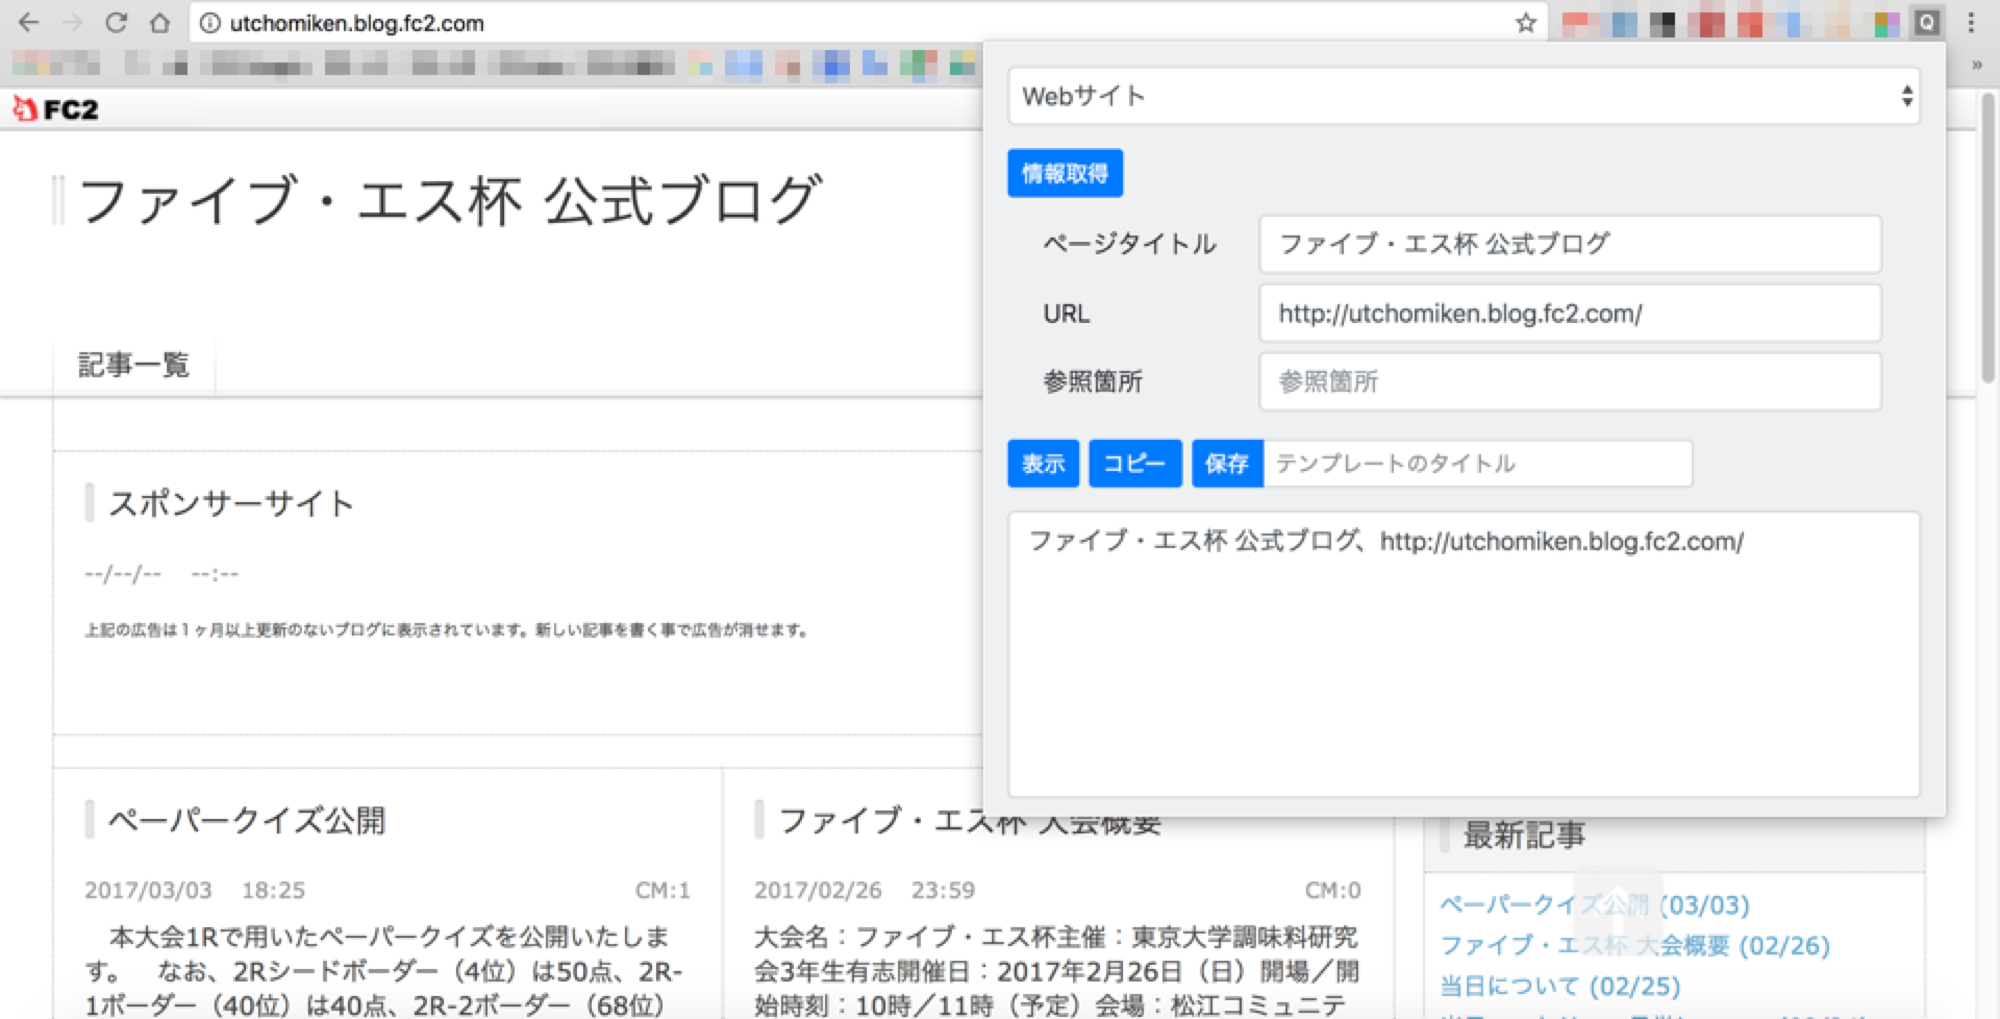 utchomiken.blog.fc2.com
Q
»
FC2
ファイブ・エス杯 公式ブログ
記事一覧
スポンサーサイト
--/--/-- --:--
上記の広告は1ヶ月以上更新のないブログに表示されています。新しい記事を書く事で広告が消せます。
Webサイト
情報取得
ページタイトル ファイブ・エス杯 公式ブログ
URL http://utchomiken.blog.fc2.com/
参照箇所 参照箇所
表示 コピー 保存 テンプレートのタイトル
ファイブ・エス杯 公式ブログ、http://utchomiken.blog.fc2.com/
ペーパークイズ公開
2017/03/03 18:25 CM:1
本大会1Rで用いたペーパークイズを公開いたしま
す。 なお、2Rシードボーダー（4位）は50点、2R-
1ボーダー（40位）は40点、2R-2ボーダー（68位）
ファイブ・エス杯 大会概要
2017/02/26 23:59 CM:0
大会名：ファイブ・エス杯主催：東京大学調味料研究
会3年生有志開催日：2017年2月26日（日）開場／開
始時刻：10時／11時（予定）会場：松江コミュニテ
最新記事
ペーパークイズ公開 (03/03)
ファイブ・エス杯 大会概要 (02/26)
当日について (02/25)